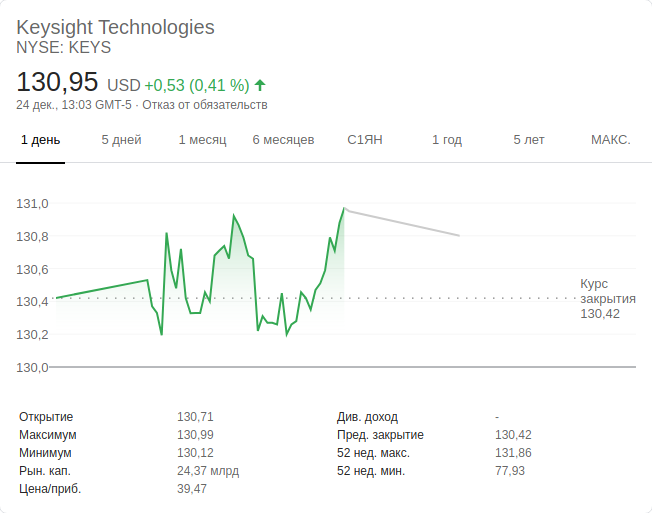 Keysight Technologies
NYSE: KEYS
130,95 USD +0,53 (0,41 %)
24 дек., 13:03 GMT-5 · Отказ от обязательств
1 день 5 дней 1 месяц 6 месяцев С1ЯН 1 год 5 лет МАКС.
131,0
130,8
130,6
130,4
130,2
130,0
Курс
закрытия
130,42
Открытие 130,71 Див. доход -
Максимум 130,99 Пред. закрытие 130,42
Минимум 130,12 52 нед. макс. 131,86
Рын. кап. 24,37 млрд 52 нед. мин. 77,93
Цена/приб. 39,47